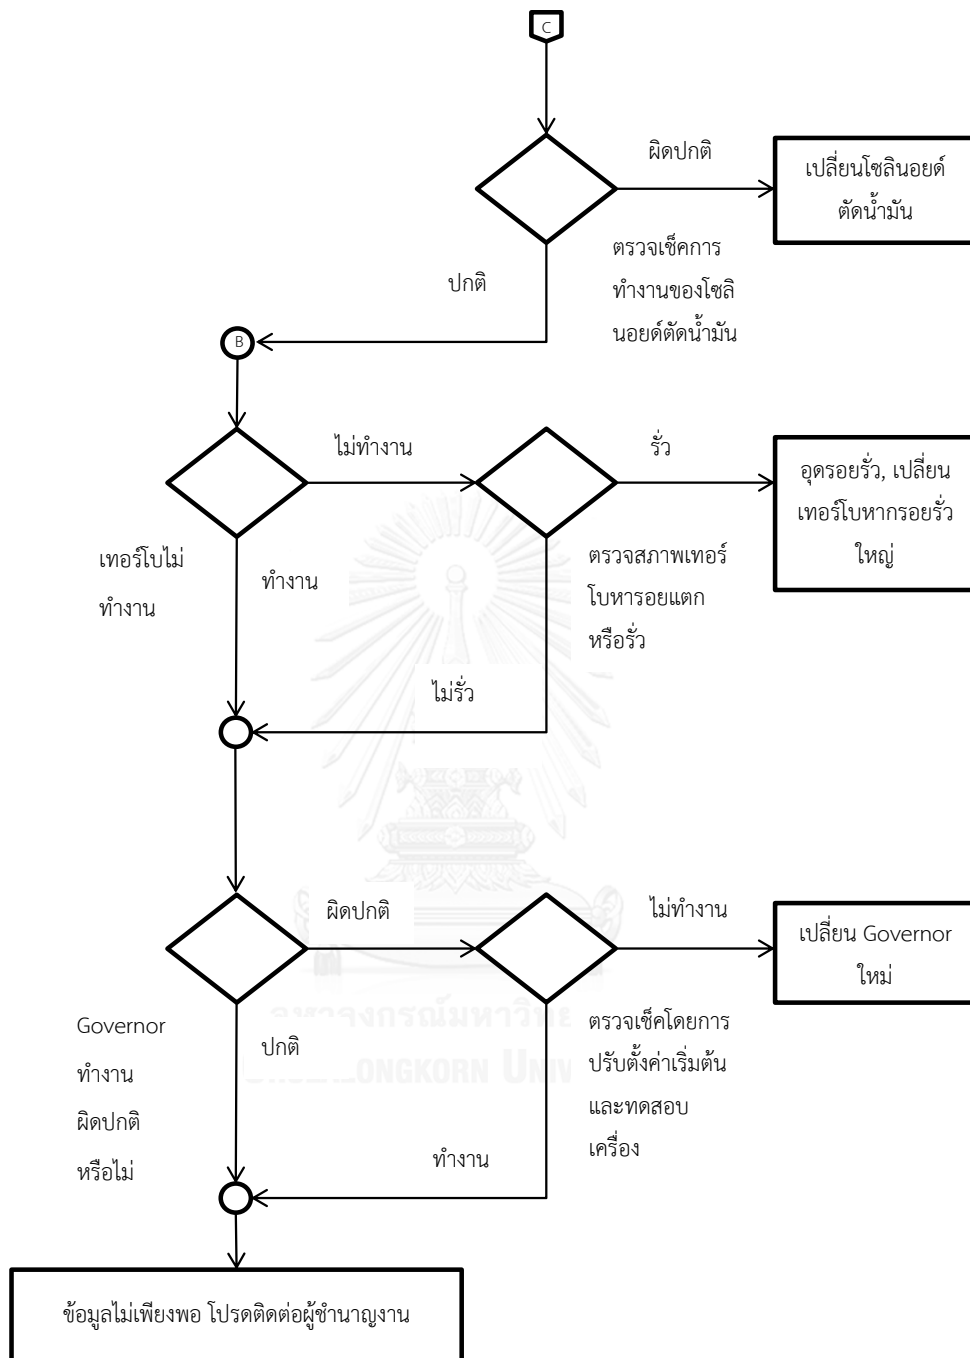 C
ผิดปกติ
เปลี่ยนโซลินอยด์
ตัดน้ำมัน
ตรวจเช็คการ
ทำงานของโซลิ
นอยด์ตัดน้ำมัน
ปกติ
B
ไม่ทำงาน
รั่ว
อุดรอยรั่ว, เปลี่ยน
เทอร์โบหากรอยรั่ว
ใหญ่
เทอร์โบไม่
ทำงาน
ทำงาน
ตรวจสภาพเทอร์
โบหารอยแตก
หรือรั่ว
ไม่รั่ว
ผิดปกติ
ไม่ทำงาน
เปลี่ยน Governor
ใหม่
Governor
ทำงาน
ผิดปกติ
หรือไม่
ปกติ
ตรวจเช็คโดยการ
ปรับตั้งค่าเริ่มต้น
และทดสอบ
เครื่อง
ทำงาน
ข้อมูลไม่เพียงพอ โปรดติดต่อผู้ชำนาญงาน